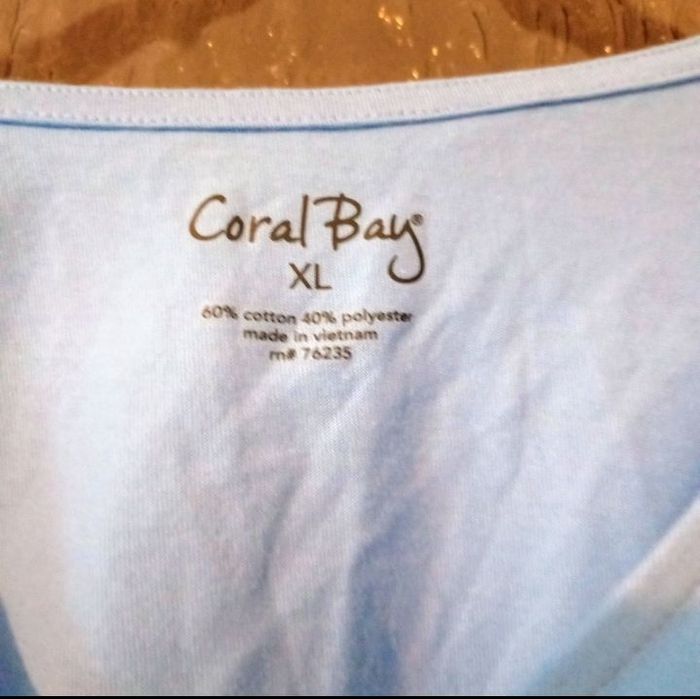 Coral Bay®
XL
60% cotton 40% polyester
made in vietnam
rn# 76235